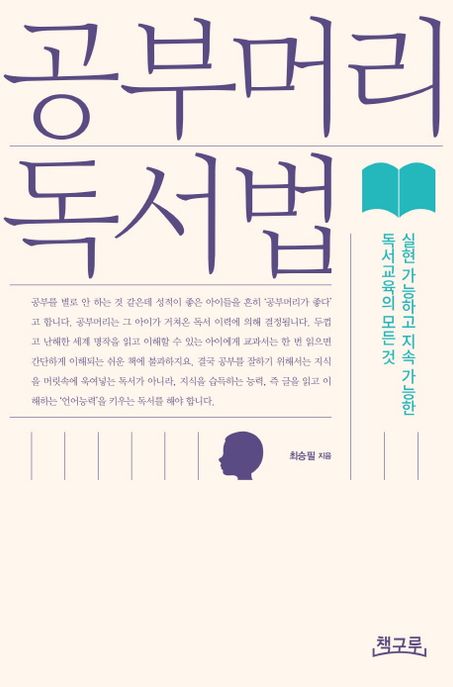 공부머리
독서법
실현 가능하고 지속 가능한
독서교육의 모든 것
공부를 별로 안 하는 것 같은데 성적이 좋은 아이들을 흔히 ‘공부머리가 좋다’
고 합니다. 공부머리는 그 아이가 거쳐온 독서 이력에 의해 결정됩니다. 두껍
고 난해한 세계 명작을 읽고 이해할 수 있는 아이에게 교과서는 한 번 읽으면
간단하게 이해되는 쉬운 책에 불과하지요. 결국 공부를 잘하기 위해서는 지식
을 머릿속에 욱여넣는 독서가 아니라, 지식을 습득하는 능력, 즉 글을 읽고 이
해하는 ‘언어능력’을 키우는 독서를 해야 합니다.
최승필 지음
책구루